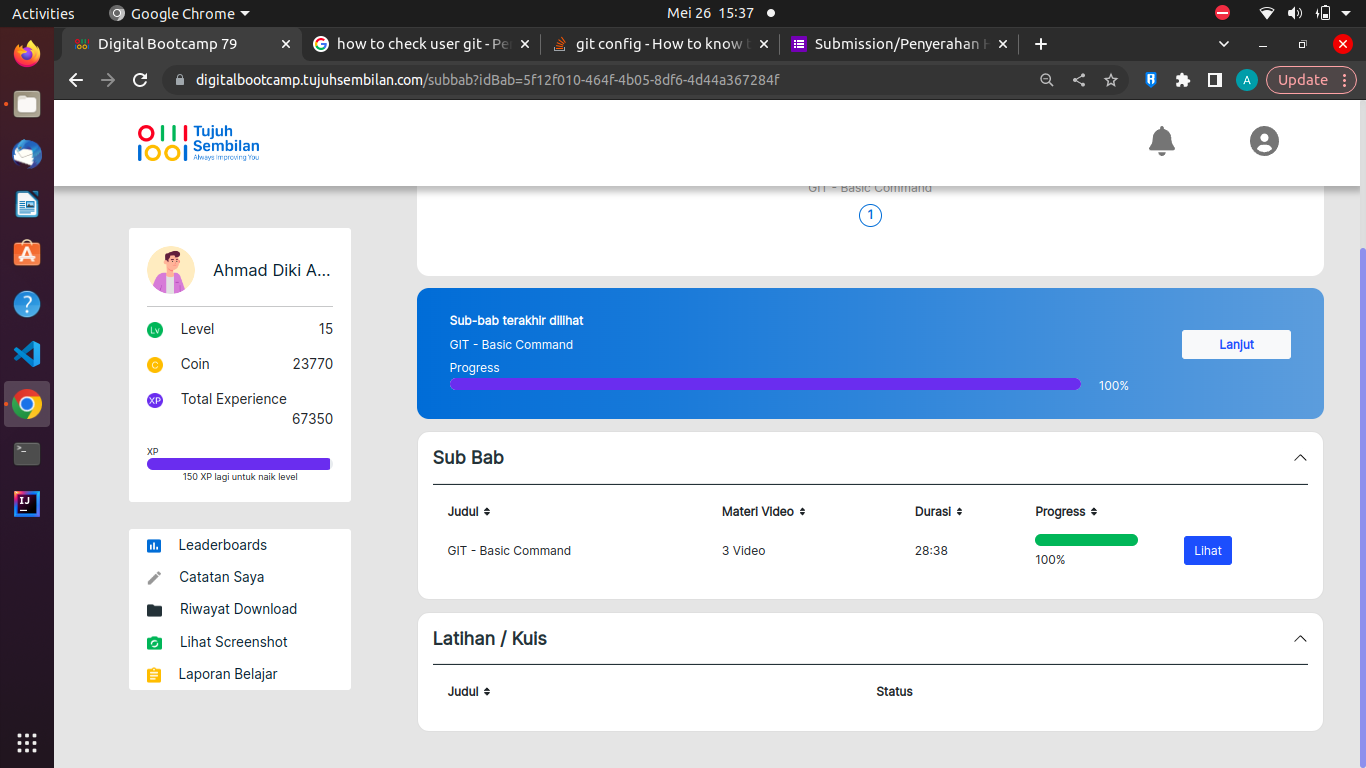 Activities Google Chrome Mei 26 15:37
Digital Bootcamp 79 how to check user git - Pe git config - How to know t Submission/Penyerahan H
digitalbootcamp.tujuhsembilan.com/subbab?idBab=5f12f010-464f-4b05-8df6-4d44a367284f A Update
Tujuh
Sembilan
Always Improving You
GIT - Basic Command
1
Ahmad Diki A...
Lv Level 15
C Coin 23770
XP Total Experience
67350
XP
150 XP lagi untuk naik level
Leaderboards
Catatan Saya
Riwayat Download
Lihat Screenshot
Laporan Belajar
Sub-bab terakhir dilihat
GIT - Basic Command
Progress
100%
Lanjut
Sub Bab
Judul Materi Video Durasi Progress
GIT - Basic Command 3 Video 28:38 100% Lihat
Latihan / Kuis
Judul Status